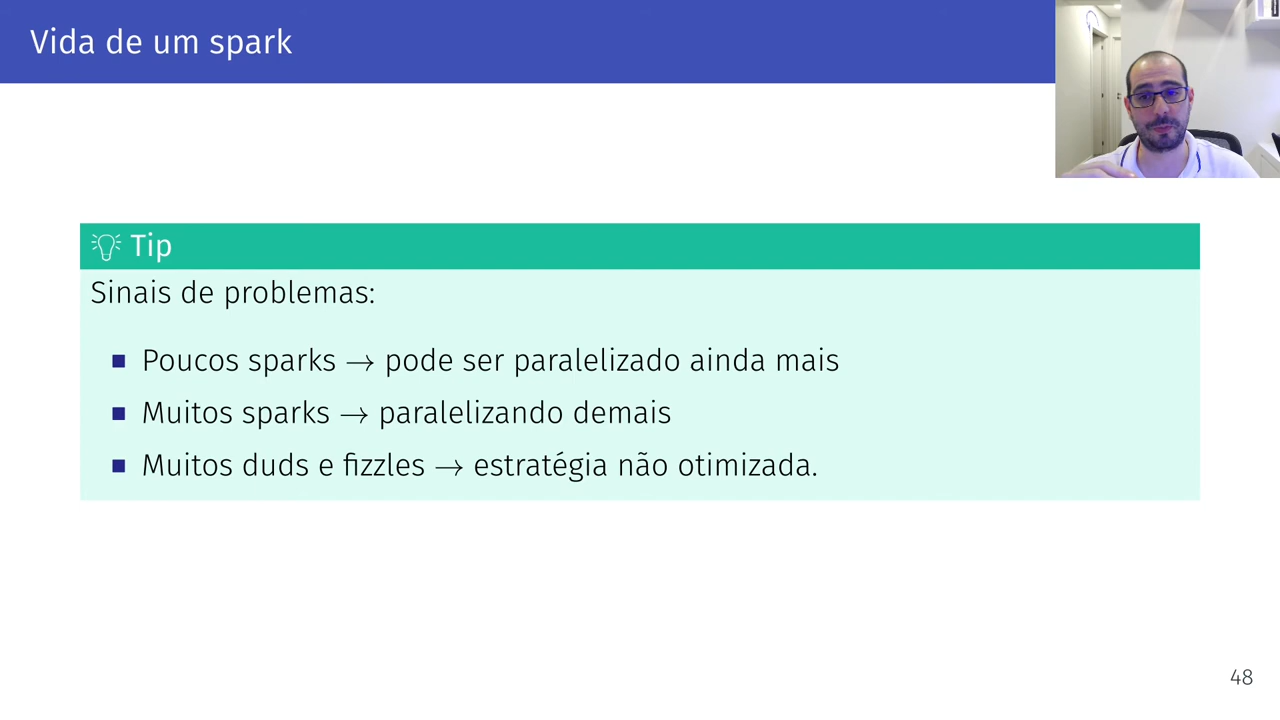 Vida de um spark
Tip
Sinais de problemas:
Poucos sparks → pode ser paralelizado ainda mais
Muitos sparks → paralelizando demais
Muitos duds e fizzles → estratégia não otimizada.
48